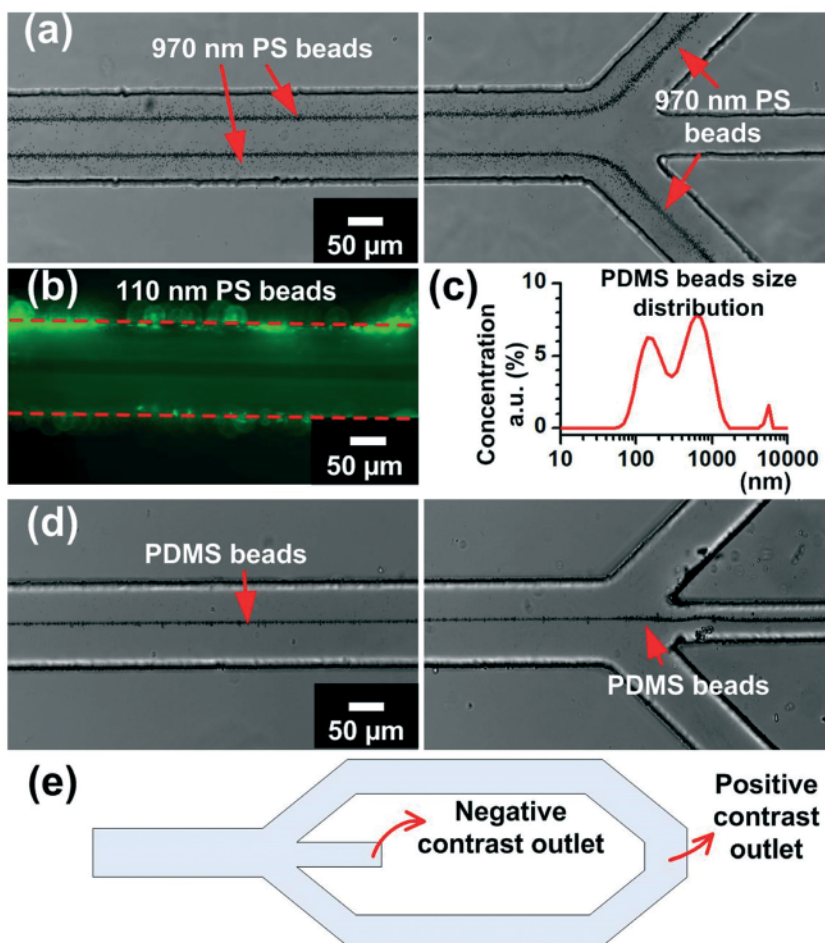 (a)
970 nm PS beads
970 nm PS
beads
50 µm
(b)
110 nm PS beads
50 µm
(c)
PDMS beads size
distribution
Concentration
a.u. (%)
10
5
0
10 100 1000 10000
(nm)
(d)
PDMS beads
PDMS beads
50 µm
(e)
Negative
contrast outlet
Positive
contrast
outlet